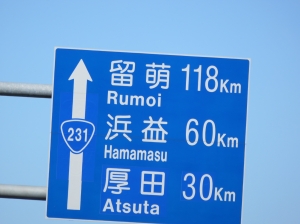 留萌 118Km
Rumoi
231
浜益 60Km
Hamamasu
厚田 30Km
Atsuta